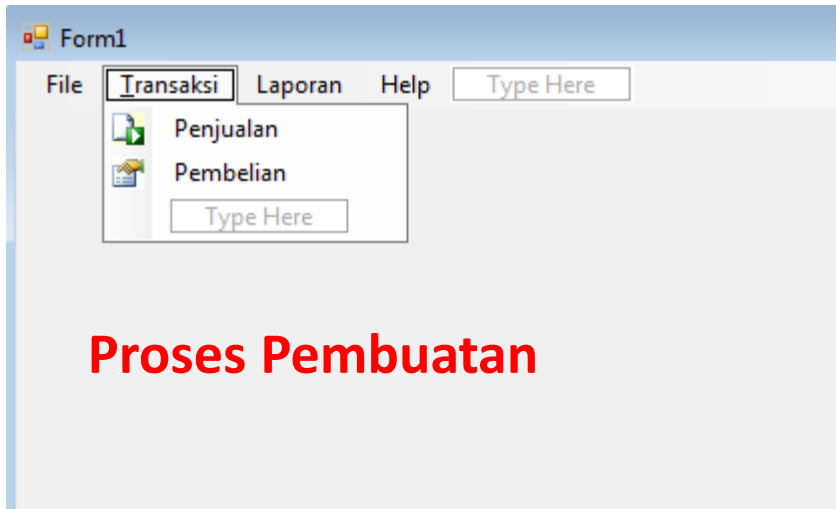 Form1
File Transaksi Laporan Help Type Here
Penjualan
Pembelian
Type Here
Proses Pembuatan